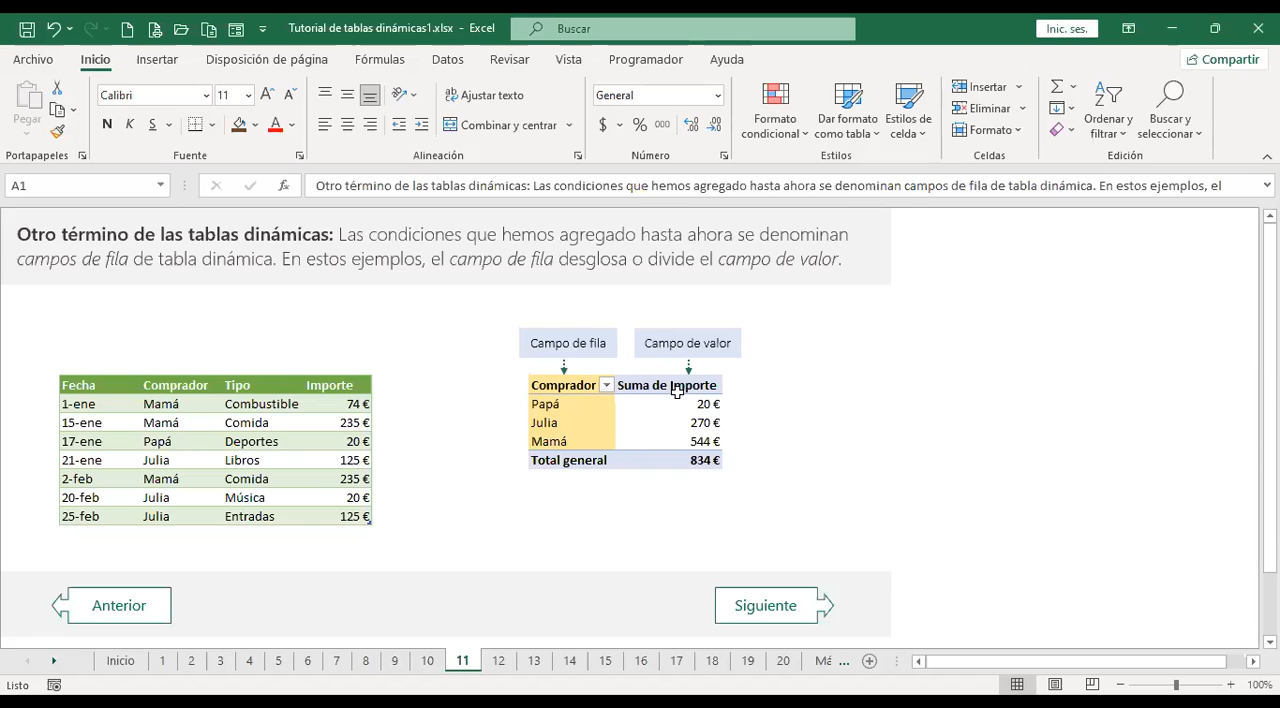 Tutorial de tablas dinámicas1.xlsx - Excel
Buscar
Inic. ses.
Archivo Inicio Insertar Disposición de página Fórmulas Datos Revisar Vista Programador Ayuda
Compartir
Pegar
Calibri 11
N K S
Ajustar texto
Combinar y centrar
General
$ % 000
Formato condicional
Dar formato como tabla
Estilos de celda
Insertar
Eliminar
Formato
Ordenar y filtrar
Buscar y seleccionar
Portapapeles Fuente Alineación Número Estilos Celdas Edición
A1
fx
Otro término de las tablas dinámicas: Las condiciones que hemos agregado hasta ahora se denominan campos de fila de tabla dinámica. En estos ejemplos, el
Otro término de las tablas dinámicas: Las condiciones que hemos agregado hasta ahora se denominan
campos de fila de tabla dinámica. En estos ejemplos, el campo de fila desglosa o divide el campo de valor.
Campo de fila Campo de valor
Fecha Comprador Tipo Importe
1-ene Mamá Combustible 74 €
15-ene Mamá Comida 235 €
17-ene Papá Deportes 20 €
21-ene Julia Libros 125 €
2-feb Mamá Comida 235 €
20-feb Julia Música 20 €
25-feb Julia Entradas 125 €
Comprador Suma de Importe
Papá 20 €
Julia 270 €
Mamá 544 €
Total general 834 €
Anterior
Siguiente
Inicio 1 2 3 4 5 6 7 8 9 10 11 12 13 14 15 16 17 18 19 20 Má ...
Listo
100%